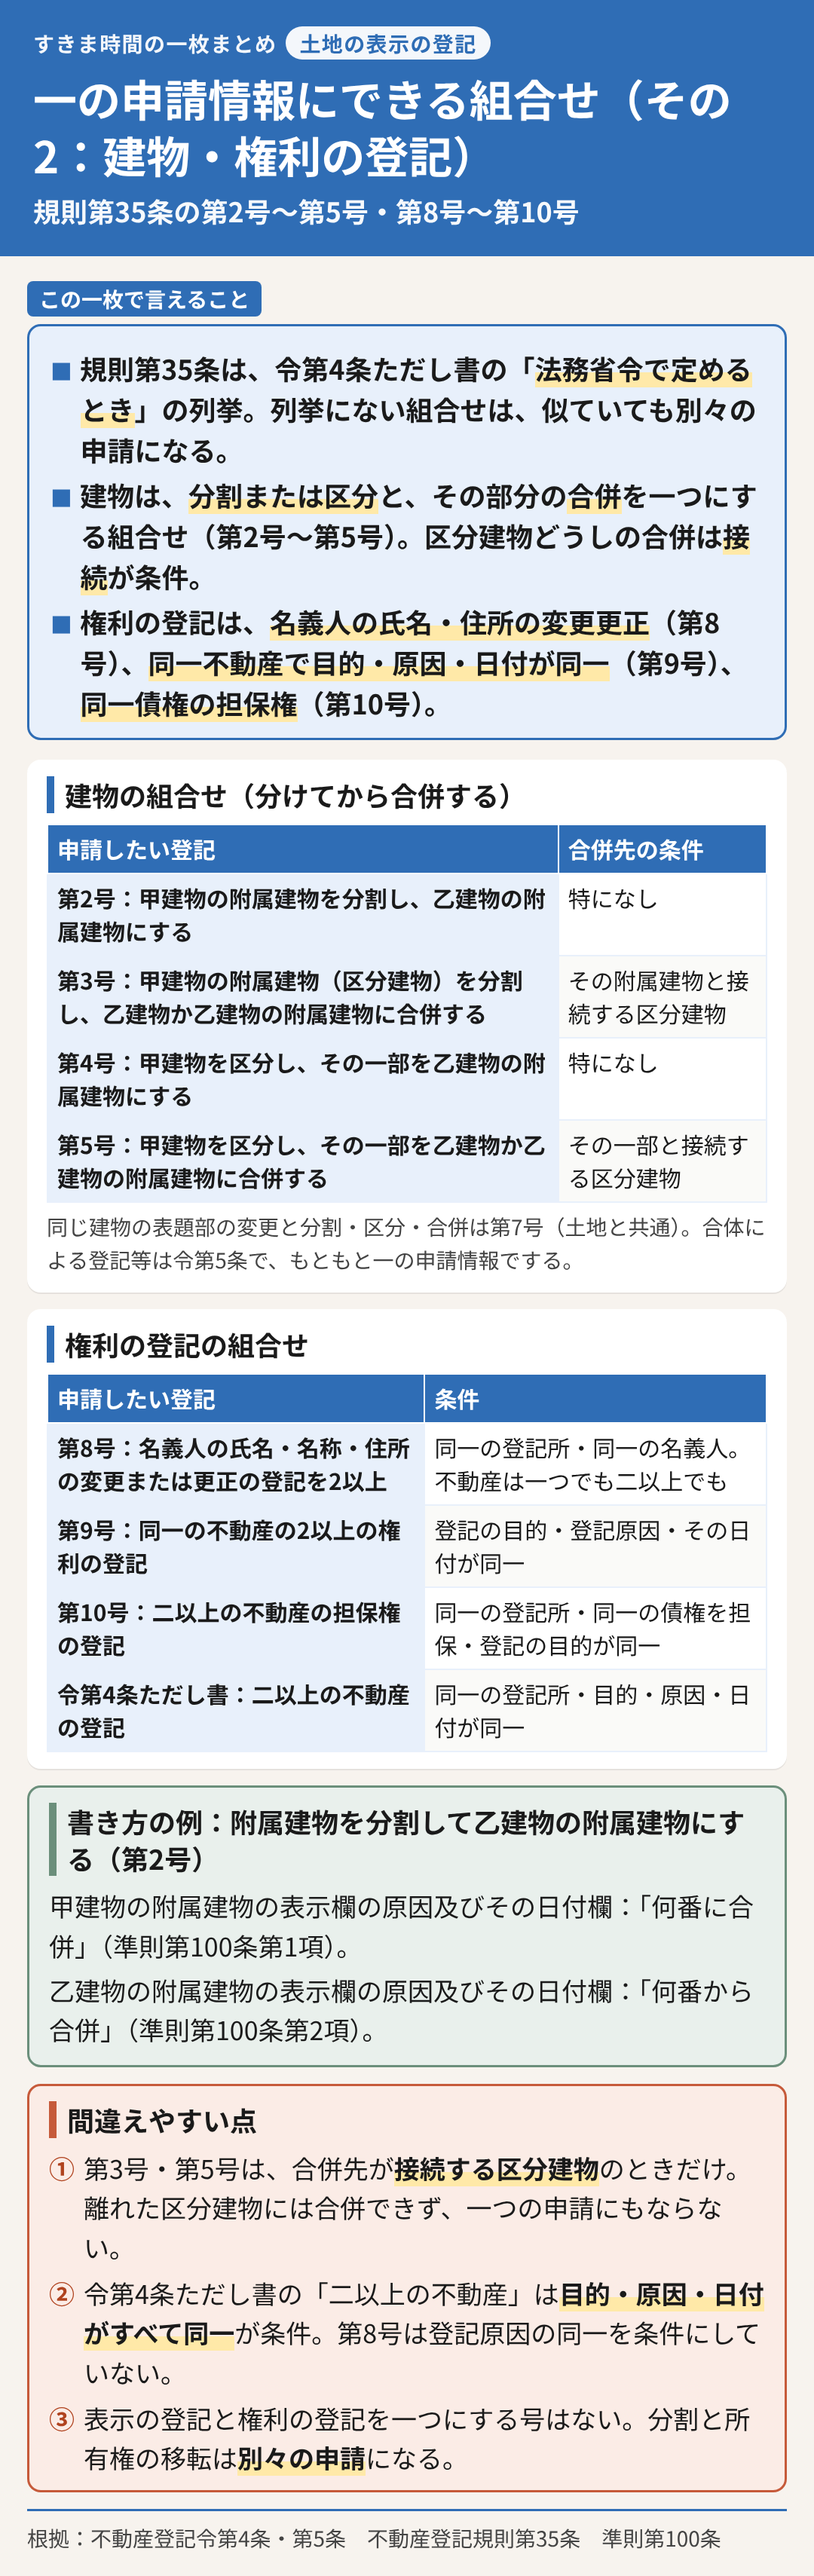 すきま時間の一枚まとめ 土地の表示の登記
一の申請情報にできる組合せ（その
2：建物・権利の登記）
規則第35条の第2号～第5号・第8号～第10号
この一枚で言えること
■ 規則第35条は、令第4条ただし書の「法務省令で定める
とき」の列挙。列挙にない組合せは、似ていても別々の
申請になる。
■ 建物は、分割または区分と、その部分の合併を一つにす
る組合せ（第2号～第5号）。区分建物どうしの合併は接
続が条件。
■ 権利の登記は、名義人の氏名・住所の変更更正（第8
号）、同一不動産で目的・原因・日付が同一（第9号）、
同一債権の担保権（第10号）。
建物の組合せ（分けてから合併する）
申請したい登記 合併先の条件
第2号：甲建物の附属建物を分割し、乙建物の附 特になし
属建物にする
第3号：甲建物の附属建物（区分建物）を分割 その附属建物と接
し、乙建物か乙建物の附属建物に合併する 続する区分建物
第4号：甲建物を区分し、その一部を乙建物の附 特になし
属建物にする
第5号：甲建物を区分し、その一部を乙建物か乙 その一部と接続す
建物の附属建物に合併する る区分建物
同じ建物の表題部の変更と分割・区分・合併は第7号（土地と共通）。合体に
よる登記等は令第5条で、もともと一の申請情報でする。
権利の登記の組合せ
申請したい登記 条件
第8号：名義人の氏名・名称・住所 同一の登記所・同一の名義人。
の変更または更正の登記を2以上 不動産は一つでも二以上でも
第9号：同一の不動産の2以上の権 登記の目的・登記原因・その日
利の登記 付が同一
第10号：二以上の不動産の担保権 同一の登記所・同一の債権を担
の登記 保・登記の目的が同一
令第4条ただし書：二以上の不動産 同一の登記所・目的・原因・日
の登記 付が同一
書き方の例：附属建物を分割して乙建物の附属建物にす
る（第2号）
甲建物の附属建物の表示欄の原因及びその日付欄：「何番に合
併」（準則第100条第1項）。
乙建物の附属建物の表示欄の原因及びその日付欄：「何番から
合併」（準則第100条第2項）。
間違えやすい点
① 第3号・第5号は、合併先が接続する区分建物のときだけ。
離れた区分建物には合併できず、一つの申請にもならな
い。
② 令第4条ただし書の「二以上の不動産」は目的・原因・日付
がすべて同一が条件。第8号は登記原因の同一を条件にして
いない。
③ 表示の登記と権利の登記を一つにする号はない。分割と所
有権の移転は別々の申請になる。
根拠：不動産登記令第4条・第5条 不動産登記規則第35条 準則第100条